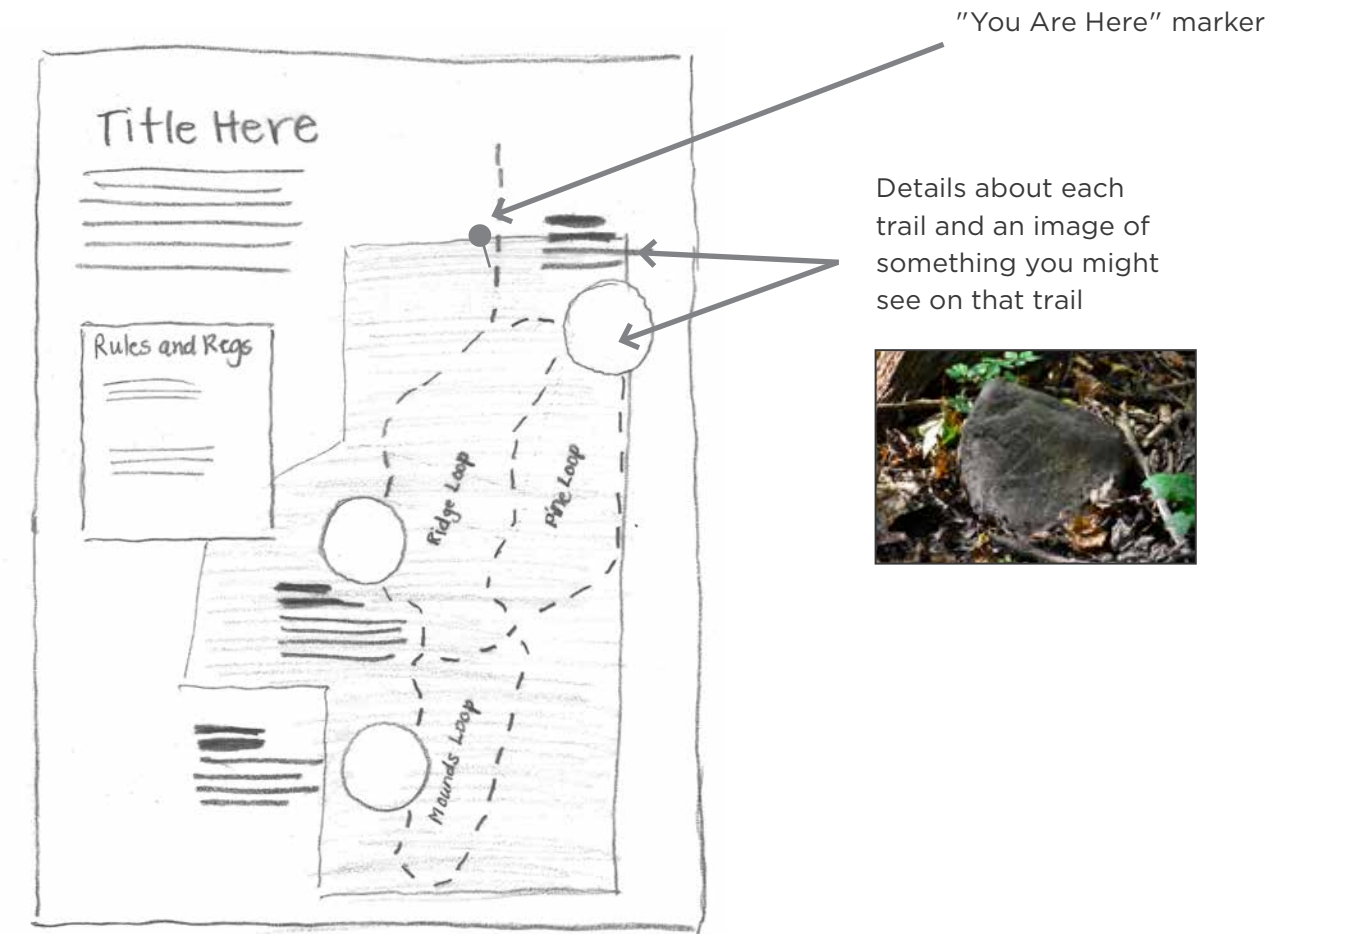 "You Are Here" marker
Title Here
Details about each
trail and an image of
something you might
see on that trail
Rules and Regs
Ridge Loop
Pine Loop
Mounds Loop